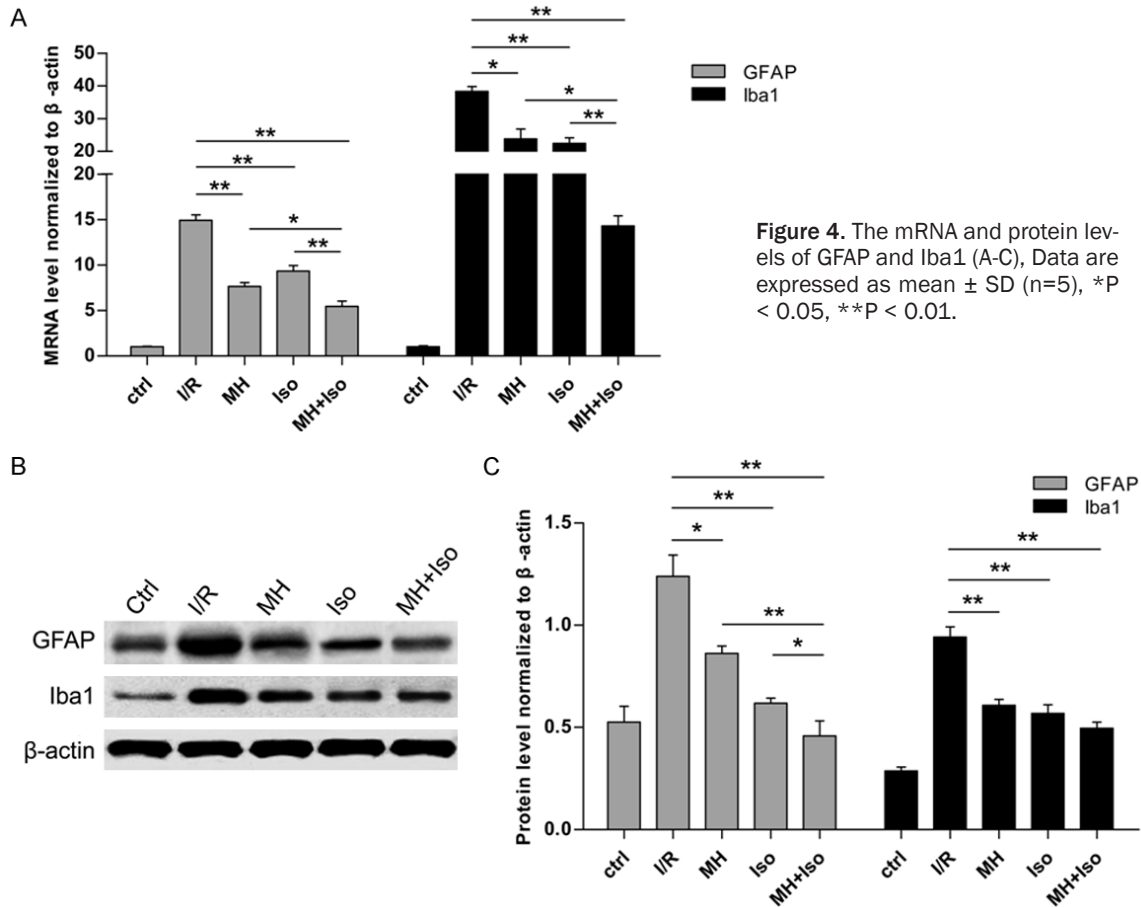 A
**
**
*
*
**
50
40
30
20
20
15
10
5
0
MRNA level normalized to β -actin
**
**
**
*
**
ctrl
I/R
MH
Iso
MH+Iso
ctrl
I/R
MH
Iso
MH+Iso
GFAP
Iba1
Figure 4. The mRNA and protein lev-
els of GFAP and Iba1 (A-C), Data are
expressed as mean ± SD (n=5), *P
< 0.05, **P < 0.01.
B
Ctrl
I/R
MH
Iso
MH+Iso
GFAP
Iba1
β-actin
C
**
**
*
**
*
GFAP
Iba1
**
**
**
1.5
1.0
0.5
0.0
Protein level normalized to β -actin
ctrl
I/R
MH
Iso
MH+Iso
ctrl
I/R
MH
Iso
MH+Iso